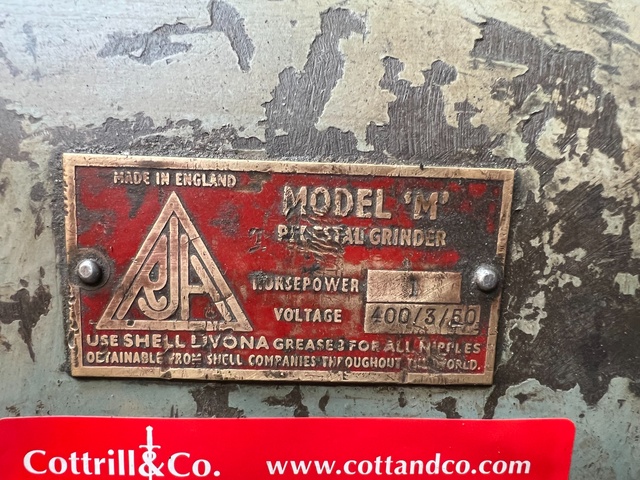 MADE IN ENGLAND
RJA
MODEL 'M'
PEDESTAL GRINDER
HORSEPOWER 1
VOLTAGE 400/3/50
USE SHELL LIVONA GREASE 3 FOR ALL NIPPLES
OBTAINABLE FROM SHELL COMPANIES THROUGHOUT THE WORLD.
Cottrill&Co. www.cottandco.com